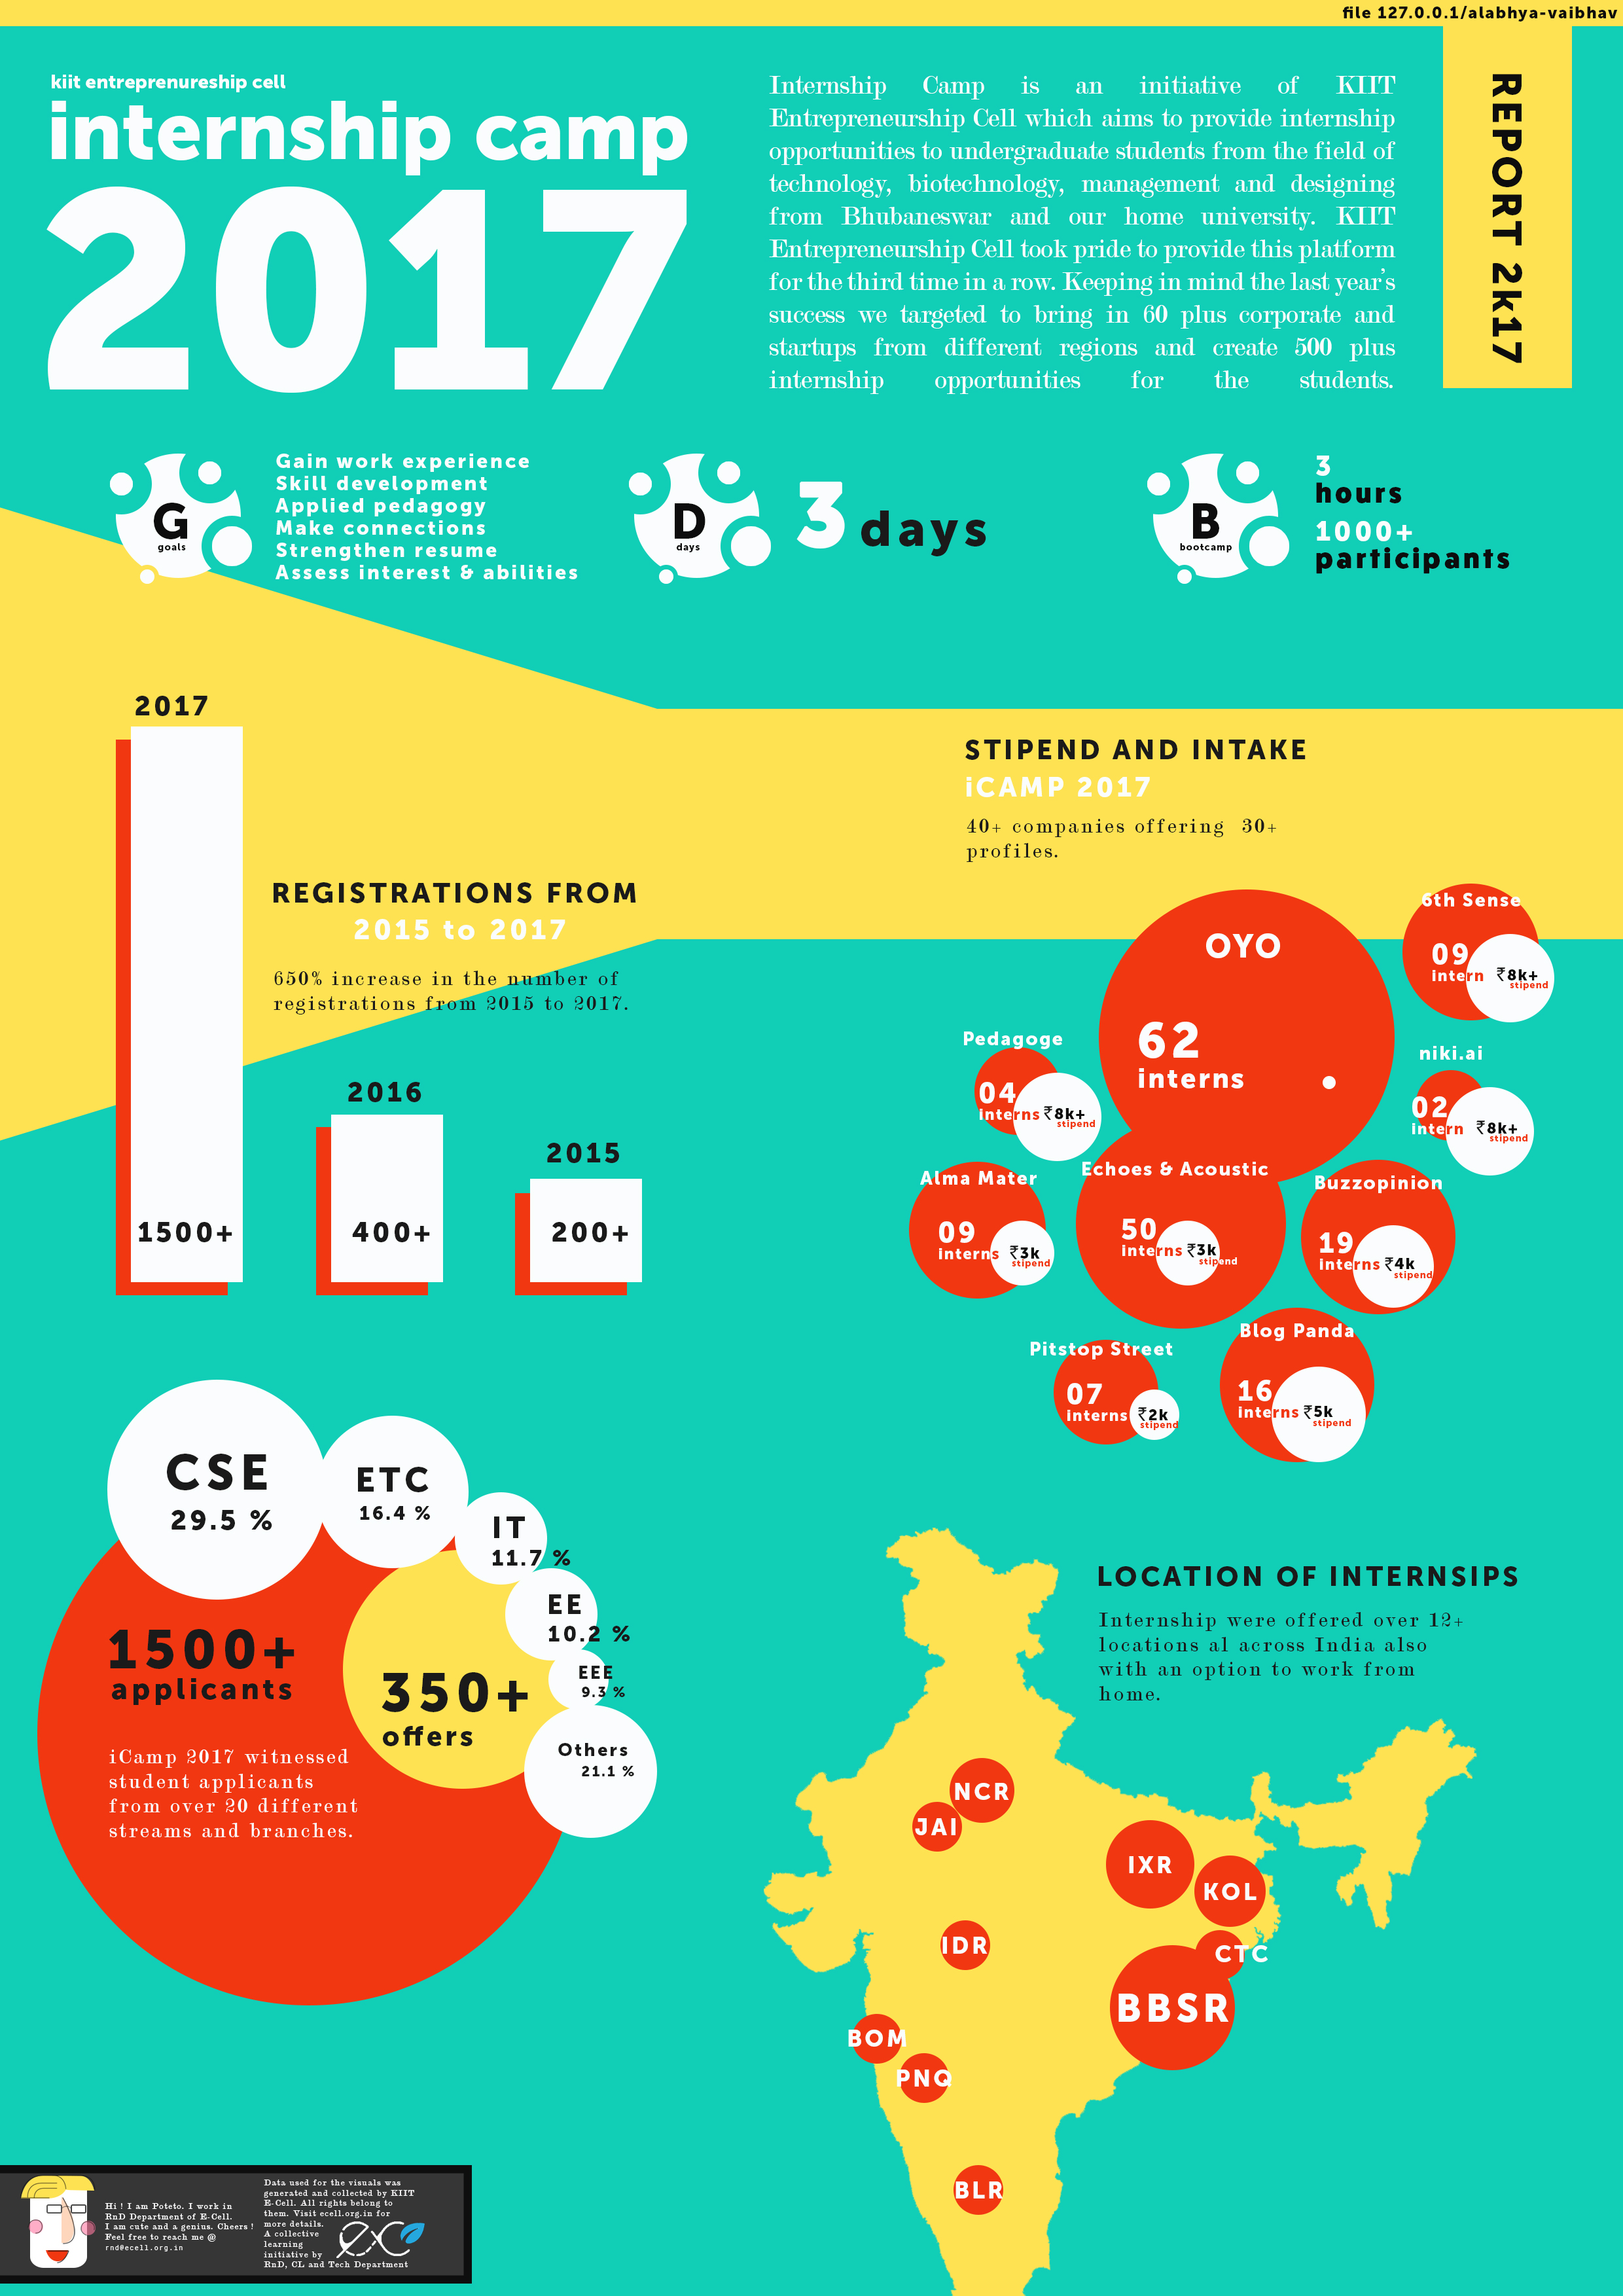 file 127.0.0.1/alabhya-vaibhav
kiit entreprenureship cell
internship camp
2017
Internship Camp is an initiative of KIIT
Entrepreneurship Cell which aims to provide internship
opportunities to undergraduate students from the field of
technology, biotechnology, management and designing
from Bhubaneswar and our home university. KIIT
Entrepreneurship Cell took pride to provide this platform
for the third time in a row. Keeping in mind the last year's
success we targeted to bring in 60 plus corporate and
startups from different regions and create 500 plus
internship opportunities for the students.
REPORT 2k17
G
goals
Gain work experience
Skill development
Applied pedagogy
Make connections
Strengthen resume
Assess interest & abilities
D
days
3 days
B
bootcamp
3
hours
1000+
participants
2017
1500+
REGISTRATIONS FROM
2015 to 2017
650% increase in the number of
registrations from 2015 to 2017.
2016
400+
2015
200+
STIPEND AND INTAKE
iCAMP 2017
40+ companies offering 30+
profiles.
OYO
62
interns
6th Sense
09
intern
₹8k+
stipend
Pedagoge
04
interns
₹8k+
stipend
niki.ai
02
intern
₹8k+
stipend
Alma Mater
09
interns
₹3k
stipend
Echoes & Acoustic
50
interns
₹3k
stipend
Buzzopinion
19
interns
₹4k
stipend
Pitstop Street
07
interns
₹2k
stipend
Blog Panda
16
interns
₹5k
stipend
CSE
29.5 %
ETC
16.4 %
IT
11.7 %
EE
10.2 %
EEE
9.3 %
Others
21.1 %
1500+
applicants
350+
offers
iCamp 2017 witnessed
student applicants
from over 20 different
streams and branches.
LOCATION OF INTERNSIPS
Internship were offered over 12+
locations al across India also
with an option to work from
home.
NCR
JAI
IXR
KOL
IDR
CTC
BBSR
BOM
PNQ
BLR
Hi ! I am Poteto. I work in
RnD Department of E-Cell.
I am cute and a genius. Cheers !
Feel free to reach me @
rnd@ecell.org.in
Data used for the visuals was
generated and collected by KIIT
E-Cell. All rights belong to
them. Visit ecell.org.in for
more details.
A collective
learning
initiative by
RnD, CL and Tech Department